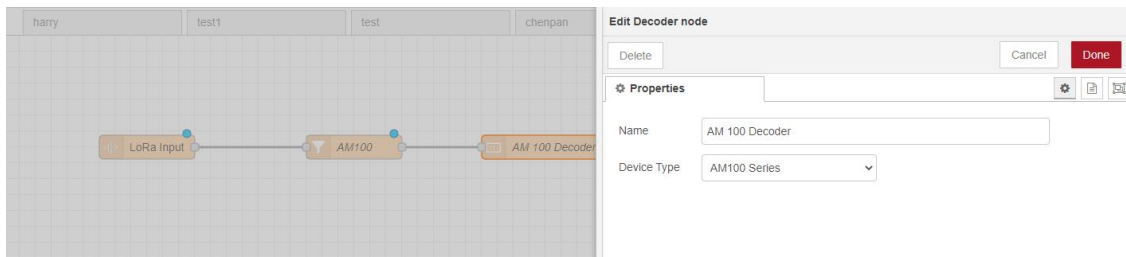 harry
test1
test
chenpan
LoRa Input
AM100
AM 100 Decoder
Edit Decoder node
Delete
Cancel
Done
Properties
Name
AM 100 Decoder
Device Type
AM100 Series